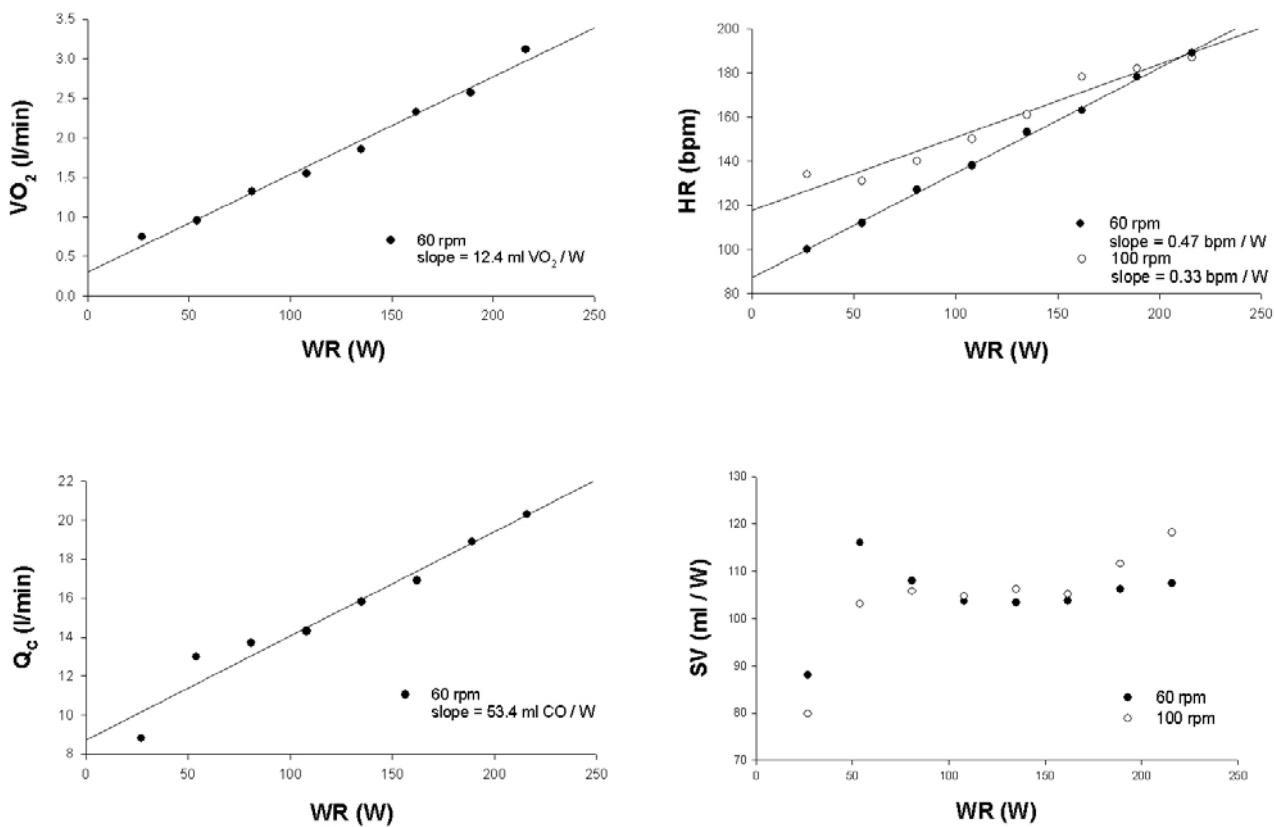 3.5
3.0
2.5
2.0
1.5
1.0
0.5
0.0
VO2 (l/min)
60 rpm
slope = 12.4 ml VO2 / W
0 50 100 150 200 250
WR (W)
200
180
160
140
120
100
80
HR (bpm)
60 rpm
slope = 0.47 bpm / W
100 rpm
slope = 0.33 bpm / W
0 50 100 150 200 250
WR (W)
22
20
18
16
14
12
10
8
Qc (l/min)
60 rpm
slope = 53.4 ml CO / W
0 50 100 150 200 250
WR (W)
130
120
110
100
90
80
70
SV (ml / W)
60 rpm
100 rpm
0 50 100 150 200 250
WR (W)